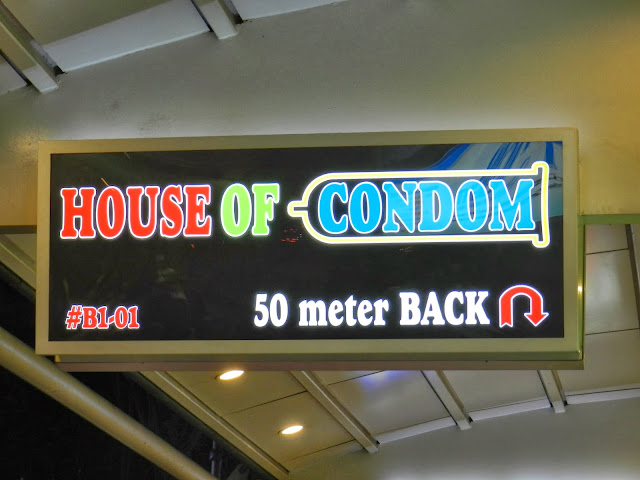 HOUSE OF CONDOM
#B1-01 50 meter BACK